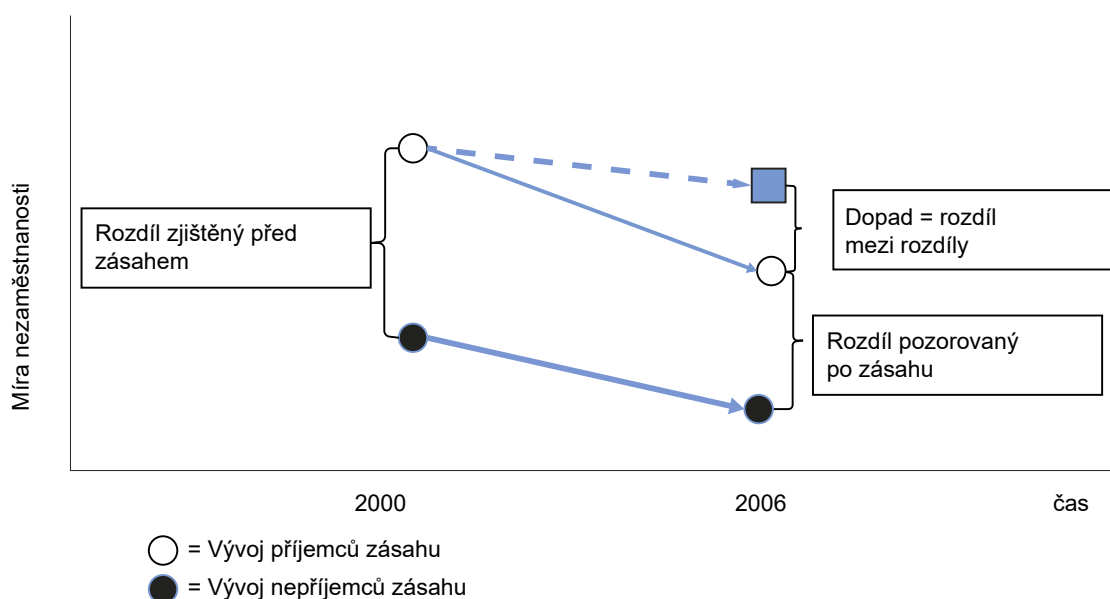 Míra nezaměstnanosti
Rozdíl zjištěný před
zásahem
Dopad = rozdíl
mezi rozdíly
Rozdíl pozorovaný
po zásahu
2000
2006
čas
= Vývoj příjemců zásahu
= Vývoj nepříjemců zásahu